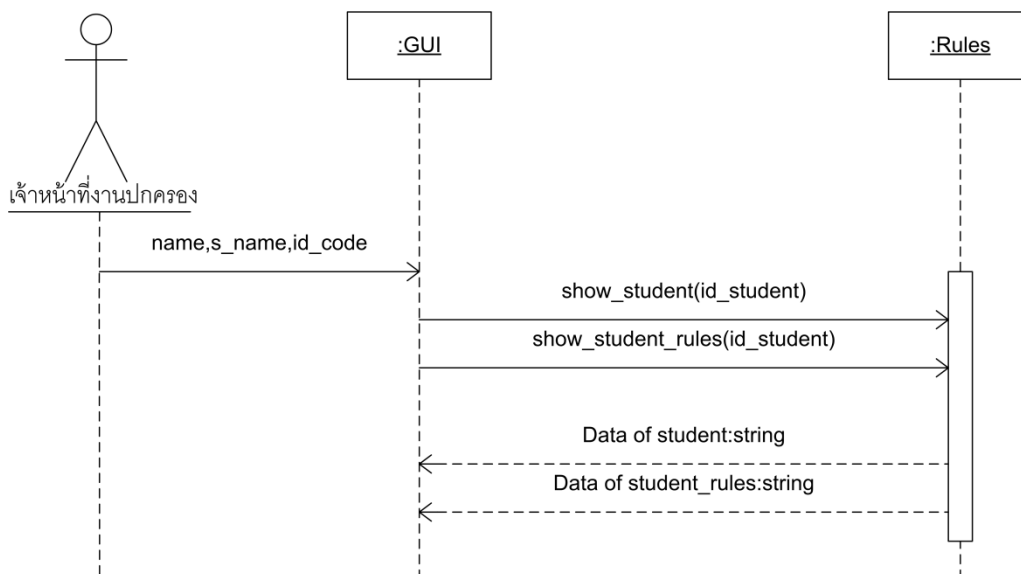 :GUI
:Rules
เจ้าหน้าที่งานปกครอง
name,s_name,id_code
show_student(id_student)
show_student_rules(id_student)
Data of student:string
Data of student_rules:string